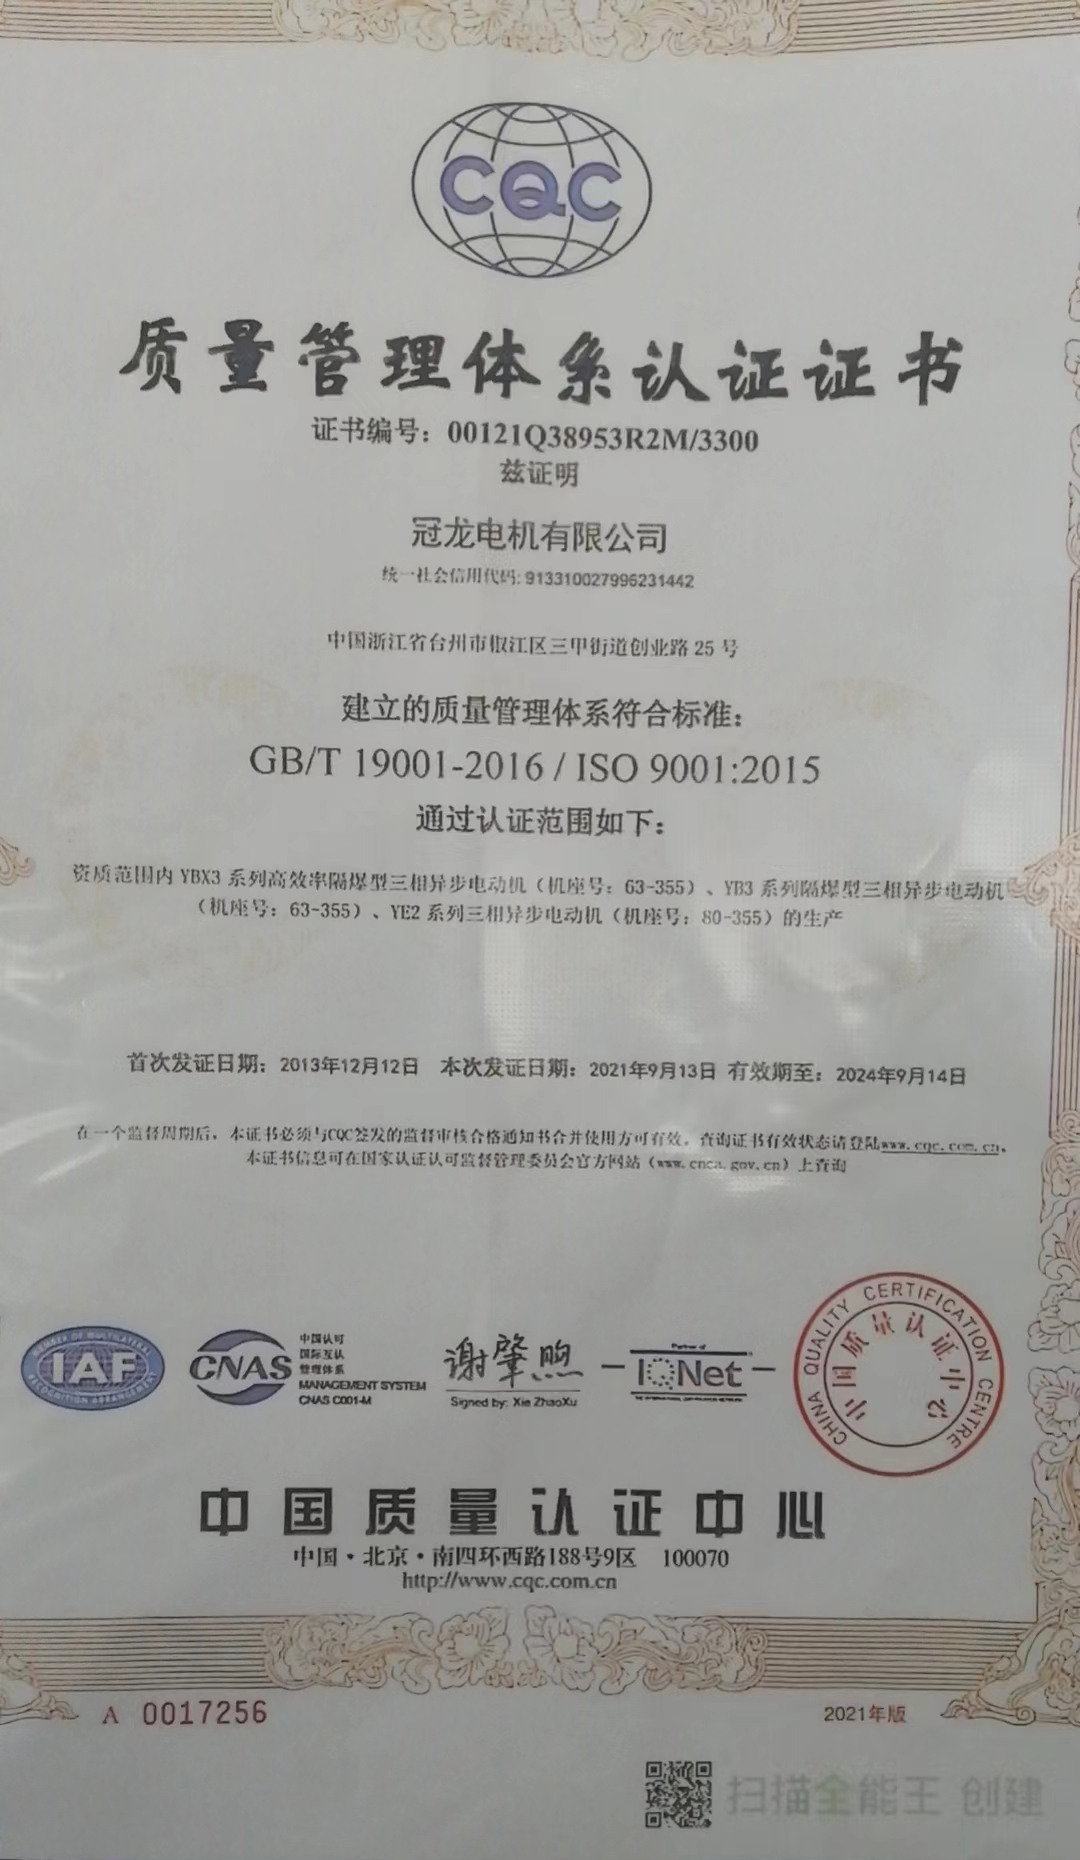 CQC
质量管理体系认证证书
证书编号：00121Q38953R2M/3300
兹证明
冠龙电机有限公司
统一社会信用代码: 913310027996231442
中国浙江省台州市椒江区三甲街道创业路 25 号
建立的质量管理体系符合标准：
GB/T 19001-2016 / ISO 9001:2015
通过认证范围如下：
资质范围内 YBX3 系列高效率隔爆型三相异步电动机（机座号：63-355）、YB3 系列隔爆型三相异步电动机
（机座号：63-355）、YE2 系列三相异步电动机（机座号：80-355）的生产
首次发证日期：2013年12月12日 本次发证日期：2021年9月13日 有效期至：2024年9月14日
在一个监督周期后，本证书必须与CQC签发的监督审核合格通知书合并使用方可有效。查询证书有效状态请登陆www.cqc.com.cn。
本证书信息可在国家认证认可监督管理委员会官方网站（www.cnca.gov.cn）上查询
MEMBER OF MULTILATERAL
IAF
RECOGNITION ARRANGEMENT
CNAS
中国认可
国际互认
管理体系
MANAGEMENT SYSTEM
CNAS C001-M
谢肇煦
Signed by: Xie ZhaoXu
Partner of
IQNet
THE INTERNATIONAL CERTIFICATION NETWORK
CHINA QUALITY CERTIFICATION CENTRE
中国质量认证中心
中国质量认证中心
中国·北京·南四环西路188号9区 100070
http://www.cqc.com.cn
A 0017256
2021年版
扫描全能王 创建